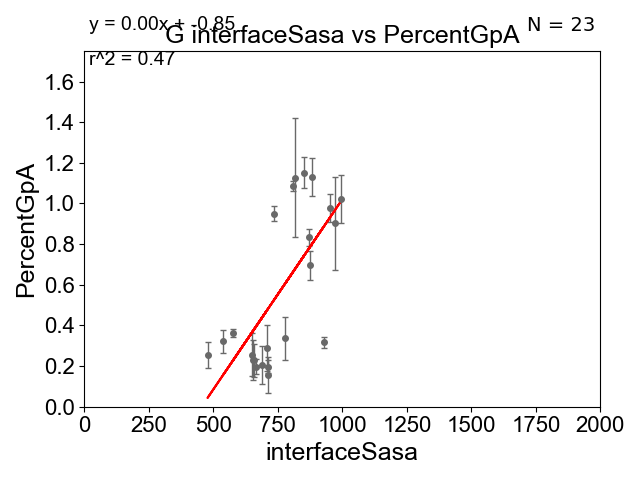 y = 0.00x + -0.85
N = 23
G interfaceSasa vs PercentGpA
r^2 = 0.47
PercentGpA
1.6
1.4
1.2
1.0
0.8
0.6
0.4
0.2
0.0
0 250 500 750 1000 1250 1500 1750 2000
interfaceSasa